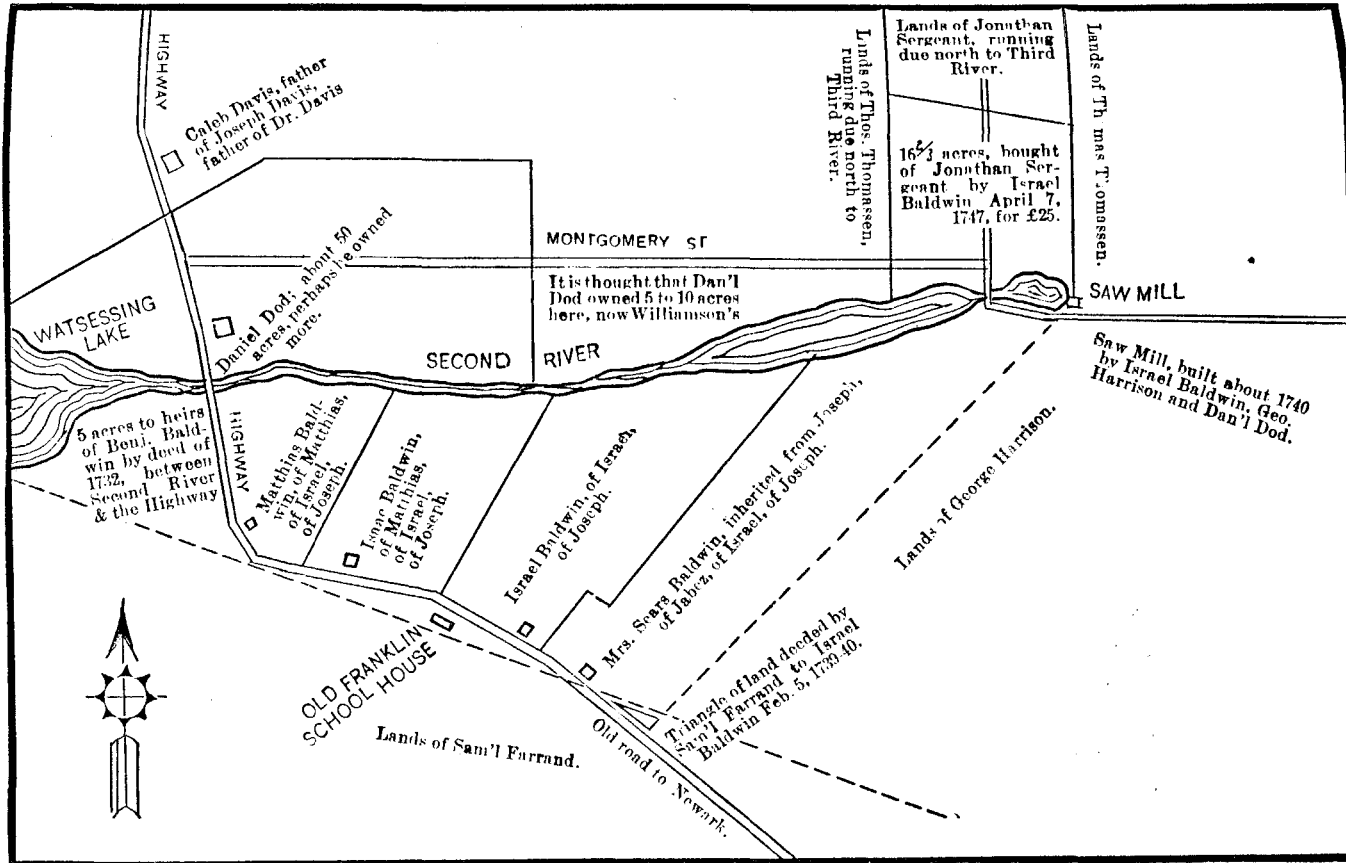 HIGHWAY
Caleb Davis, father
of Joseph Davis,
father of Dr. Davis
Lands of Thos. Thomassen,
running due north to
Third River.
Lands of Jonathan
Sergeant, running
due north to Third
River.
Lands of Th mas Thomassen.
16 2/3 acres, bought
of Jonathan Ser-
geant by Israel
Baldwin April 7,
1747, for £25.
MONTGOMERY ST
Daniel Dod; about 50
acres, perhaps he owned
more.
It is thought that Dan'l
Dod owned 5 to 10 acres
here, now Williamson's
WATSESSING
LAKE
SECOND RIVER
SAW MILL
Saw Mill, built about 1740
by Israel Baldwin, Geo.
Harrison and Dan'l Dod.
5 acres to heirs
of Benj. Bald-
win by deed of
1732, between
Second River
& the Highway
HIGHWAY
Matthias Bald-
win, of Matthias,
of Israel,
of Joseph.
Isaac Baldwin,
of Matthias,
of Israel,
of Joseph.
Israel Baldwin, of Israel,
of Joseph.
Mrs. Sears Baldwin, inherited from Joseph,
of Jabez, of Israel, of Joseph.
Lands of George Harrison.
OLD FRANKLIN
SCHOOL HOUSE
Lands of Sam'l Farrand.
Triangle of land deeded by
Sam'l Farrand to Israel
Baldwin Feb. 5, 1739-40.
Old road to Newark.